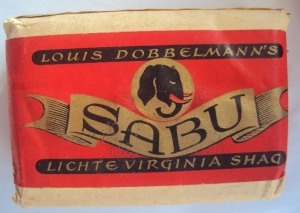 LOUIS DOBBELMANN'S
SABU
LICHTE VIRGINIA SHAG